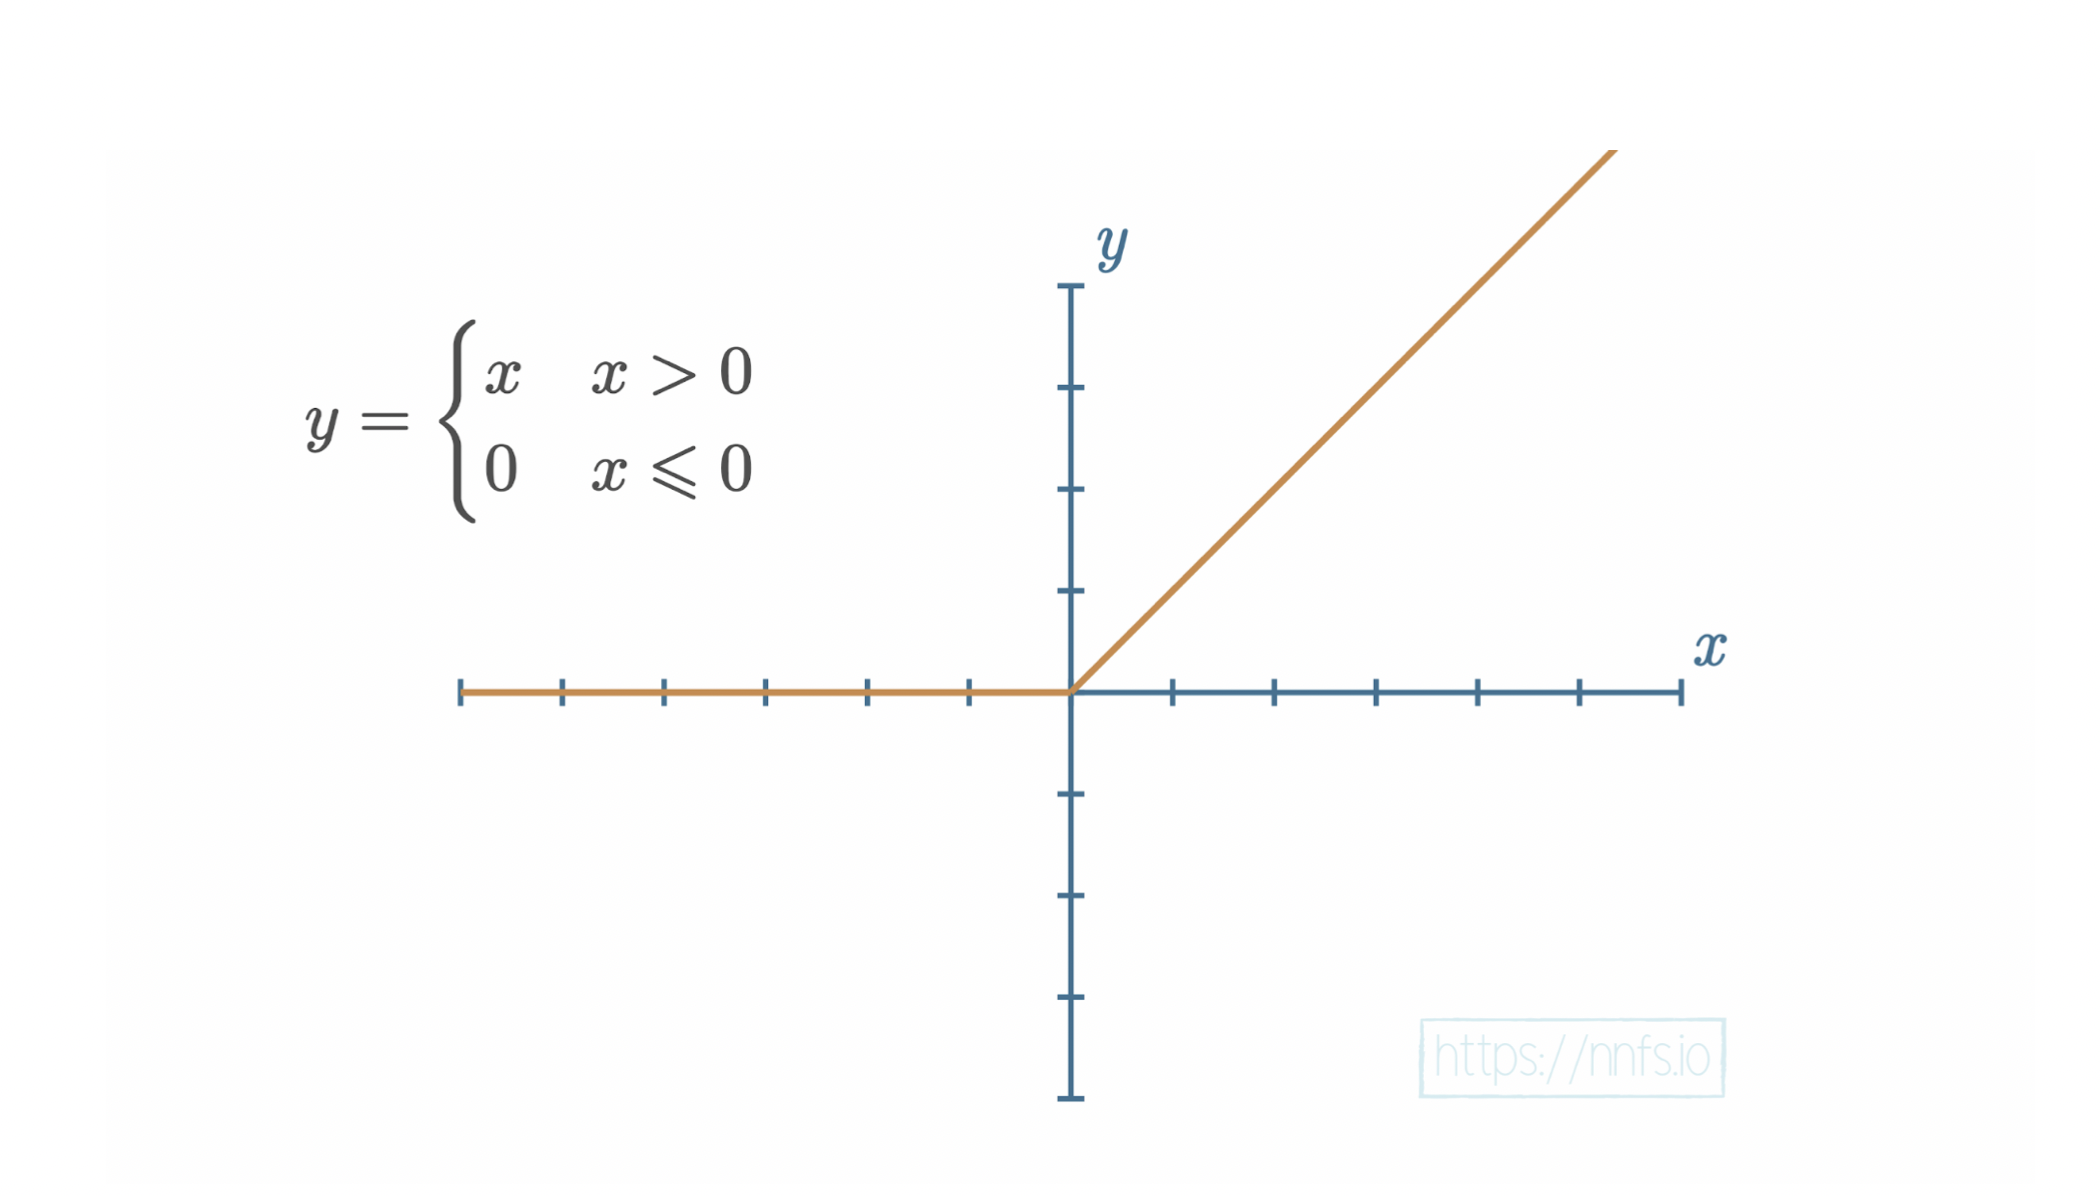 y
y = { x x > 0
0 x ⩽ 0
x
https://nnfs.io